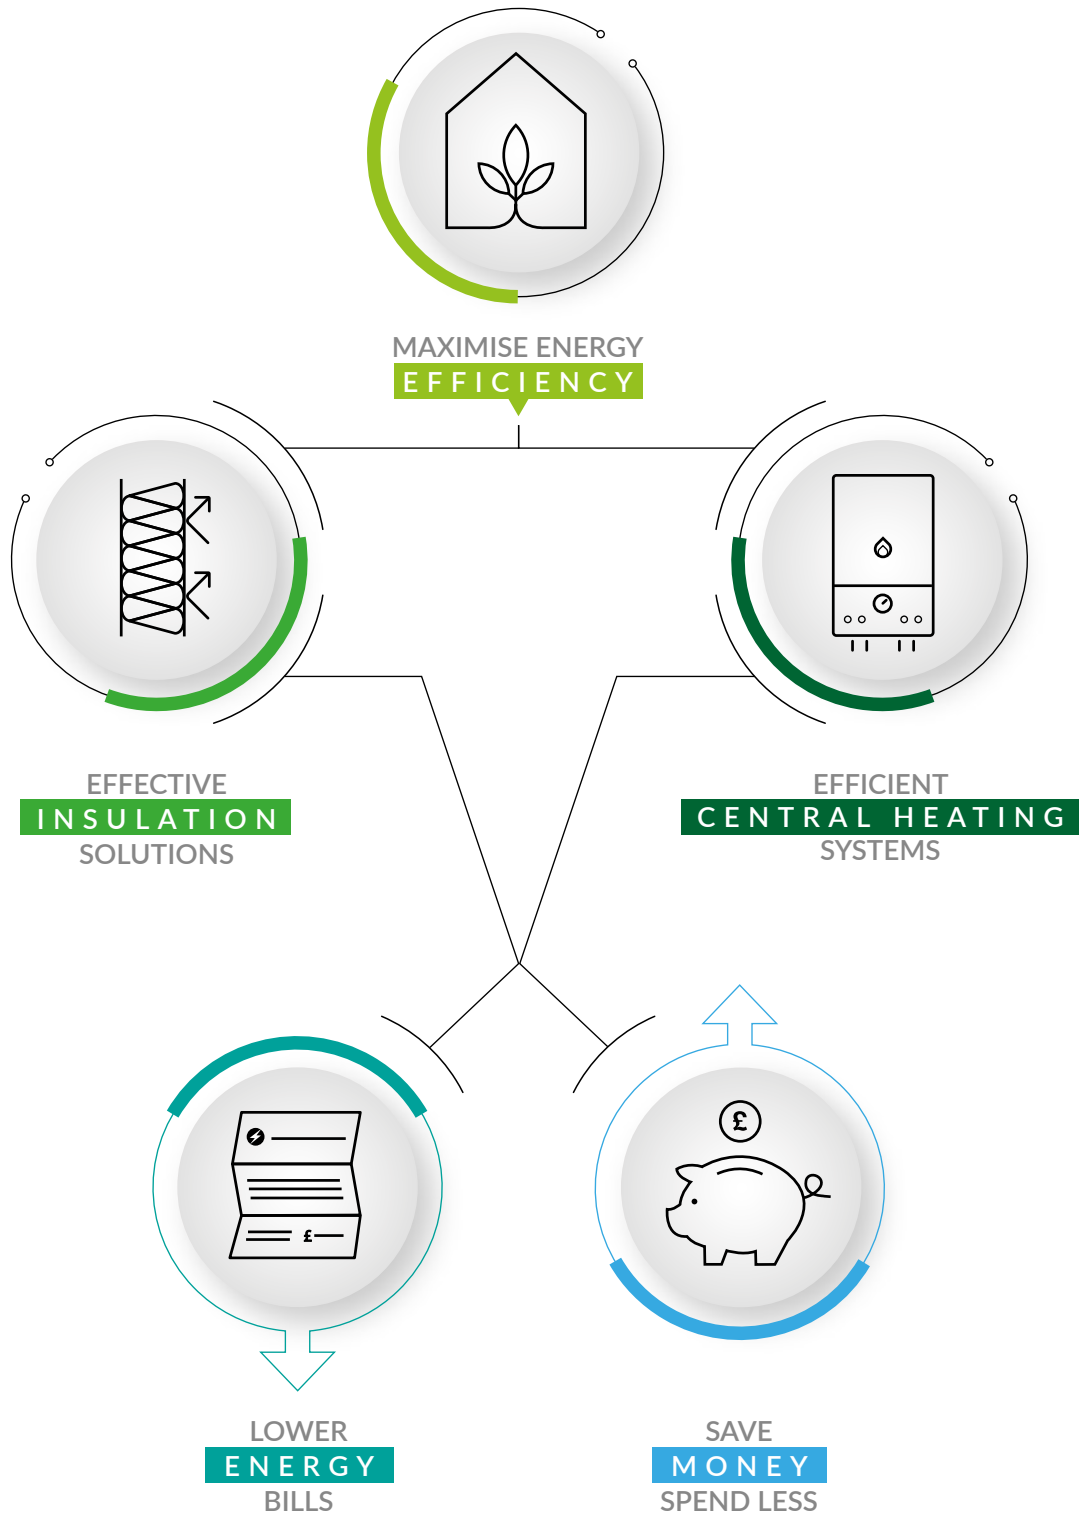 MAXIMISE ENERGY
EFFICIENCY
EFFECTIVE
INSULATION
SOLUTIONS
EFFICIENT
CENTRAL HEATING
SYSTEMS
£
£
LOWER
ENERGY
BILLS
SAVE
MONEY
SPEND LESS